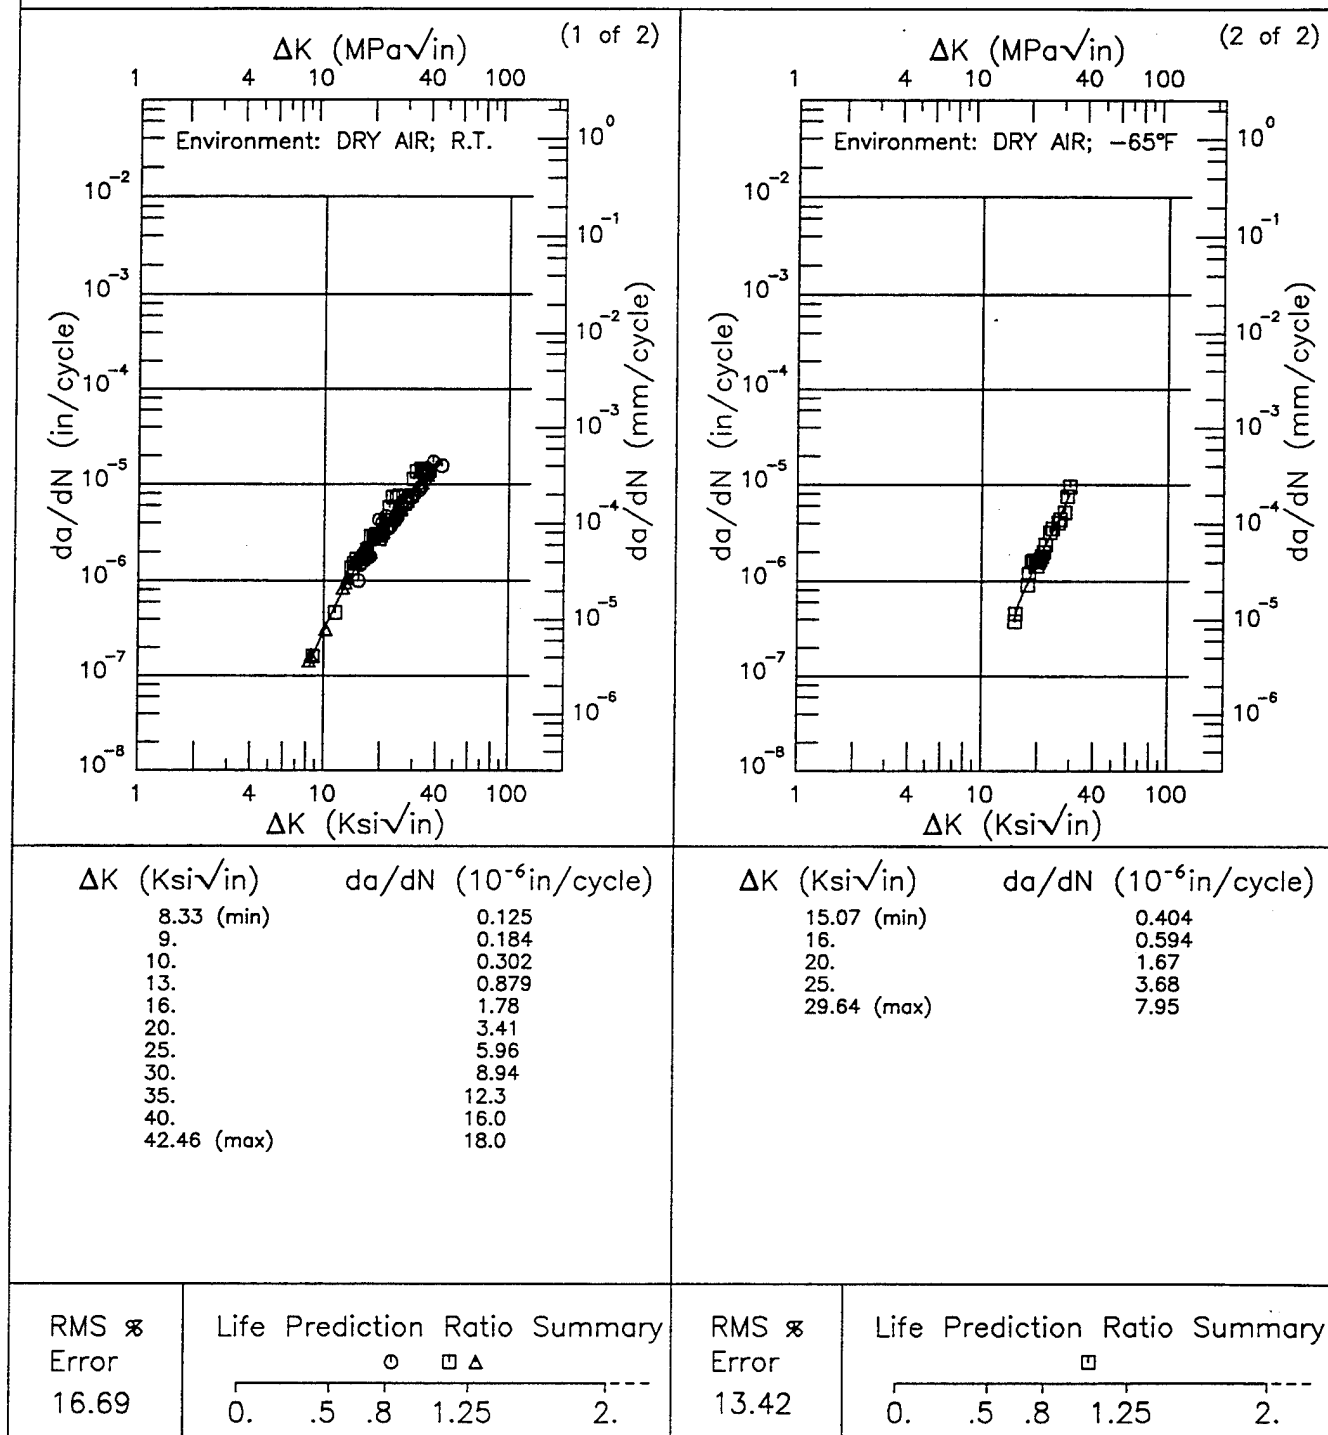 (1 of 2)
ΔK (MPa√in)
1 4 10 40 100
Environment: DRY AIR; R.T.
da/dN (in/cycle)
10⁻²
10⁻³
10⁻⁴
10⁻⁵
10⁻⁶
10⁻⁷
10⁻⁸
10⁰
10⁻¹
10⁻²
10⁻³
10⁻⁴
10⁻⁵
10⁻⁶
da/dN (mm/cycle)
1 4 10 40 100
ΔK (Ksi√in)
(2 of 2)
ΔK (MPa√in)
1 4 10 40 100
Environment: DRY AIR; −65°F
da/dN (in/cycle)
10⁻²
10⁻³
10⁻⁴
10⁻⁵
10⁻⁶
10⁻⁷
10⁻⁸
10⁰
10⁻¹
10⁻²
10⁻³
10⁻⁴
10⁻⁵
10⁻⁶
da/dN (mm/cycle)
1 4 10 40 100
ΔK (Ksi√in)
ΔK (Ksi√in) da/dN (10⁻⁶in/cycle)
8.33 (min) 0.125
9. 0.184
10. 0.302
13. 0.879
16. 1.78
20. 3.41
25. 5.96
30. 8.94
35. 12.3
40. 16.0
42.46 (max) 18.0
ΔK (Ksi√in) da/dN (10⁻⁶in/cycle)
15.07 (min) 0.404
16. 0.594
20. 1.67
25. 3.68
29.64 (max) 7.95
RMS %
Error
16.69
Life Prediction Ratio Summary
0. .5 .8 1.25 2.
RMS %
Error
13.42
Life Prediction Ratio Summary
0. .5 .8 1.25 2.